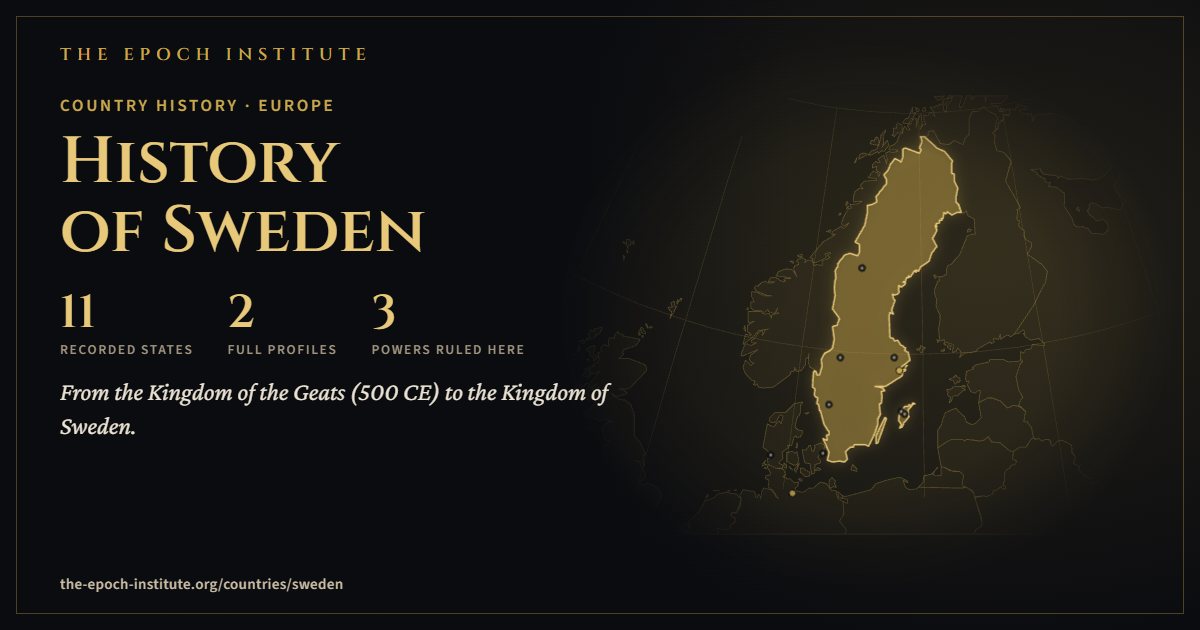 THE EPOCH INSTITUTE
COUNTRY HISTORY · EUROPE
History
of Sweden
11 2 3
RECORDED STATES FULL PROFILES POWERS RULED HERE
From the Kingdom of the Geats (500 CE) to the Kingdom of
Sweden.
the-epoch-institute.org/countries/sweden